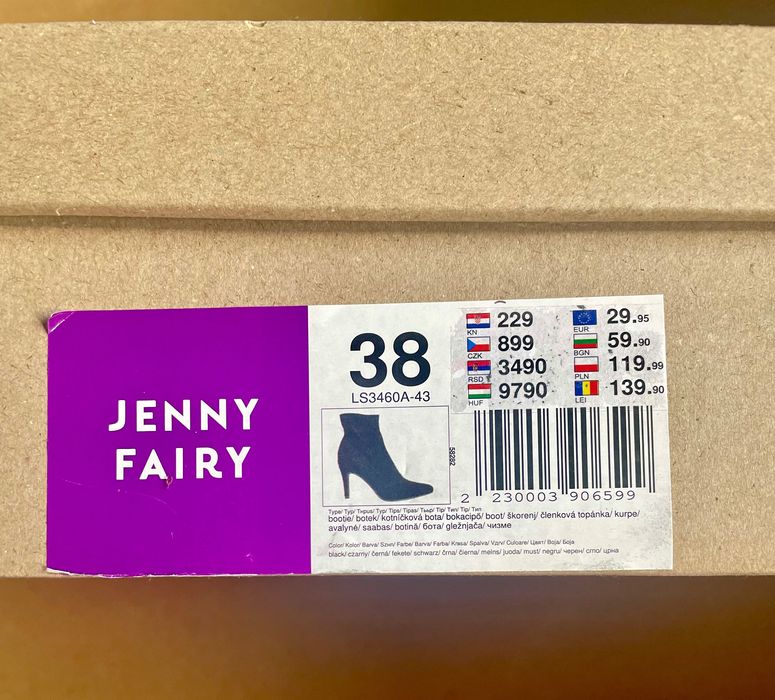 JENNY
FAIRY
38
LS3460A-43
58282
KN 229
CZK 899
RSD 3490
HUF 9790
EUR 29.95
BGN 59.90
PLN 119.99
LEI 139.90
2 230003 906599
bootie/ botek/ kotníčková bota/ bokacipő/ boot/ škorenj/ členková topánka/ kurpe/
avalynė/ saabas/ botină/ бота/ gležnjača/ чизме
black/ czarny/ černá/ fekete/ schwarz/ črna/ čierna/ melns/ juoda/ must/ negru/ черен/ crno/ црна